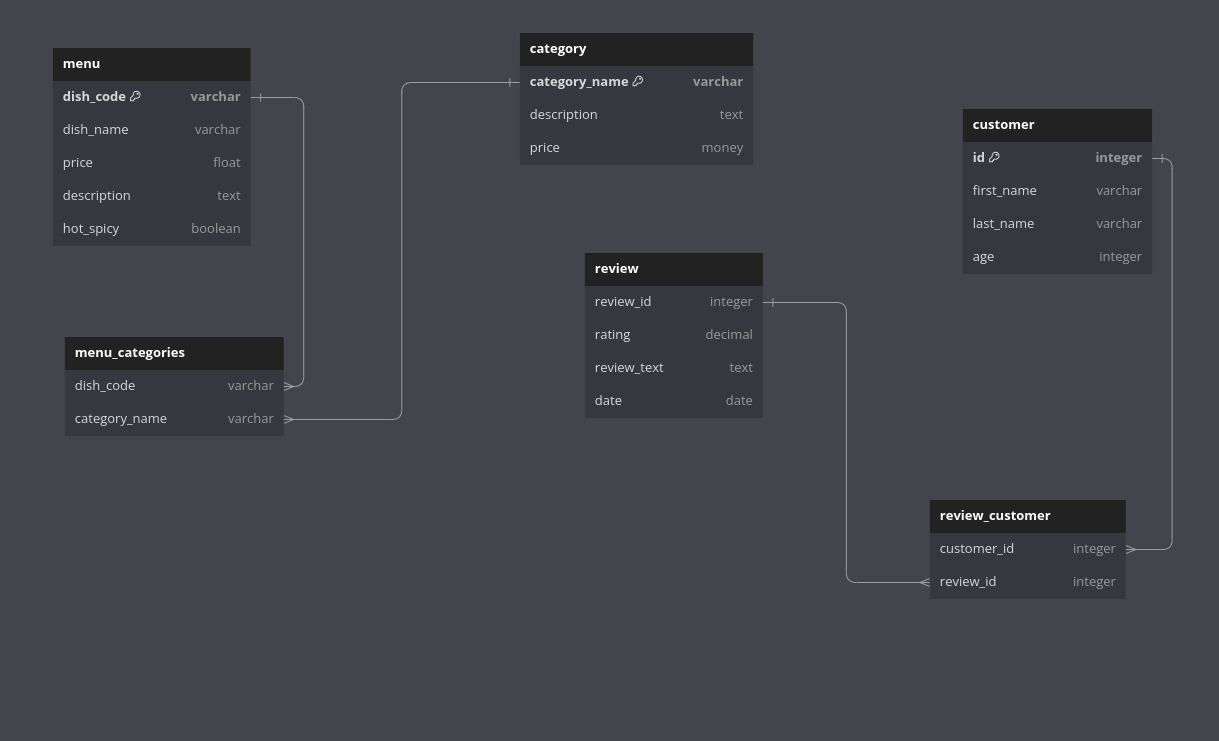 menu
dish_code varchar
dish_name varchar
price float
description text
hot_spicy boolean
category
category_name varchar
description text
price money
customer
id integer
first_name varchar
last_name varchar
age integer
review
review_id integer
rating decimal
review_text text
date date
menu_categories
dish_code varchar
category_name varchar
review_customer
customer_id integer
review_id integer